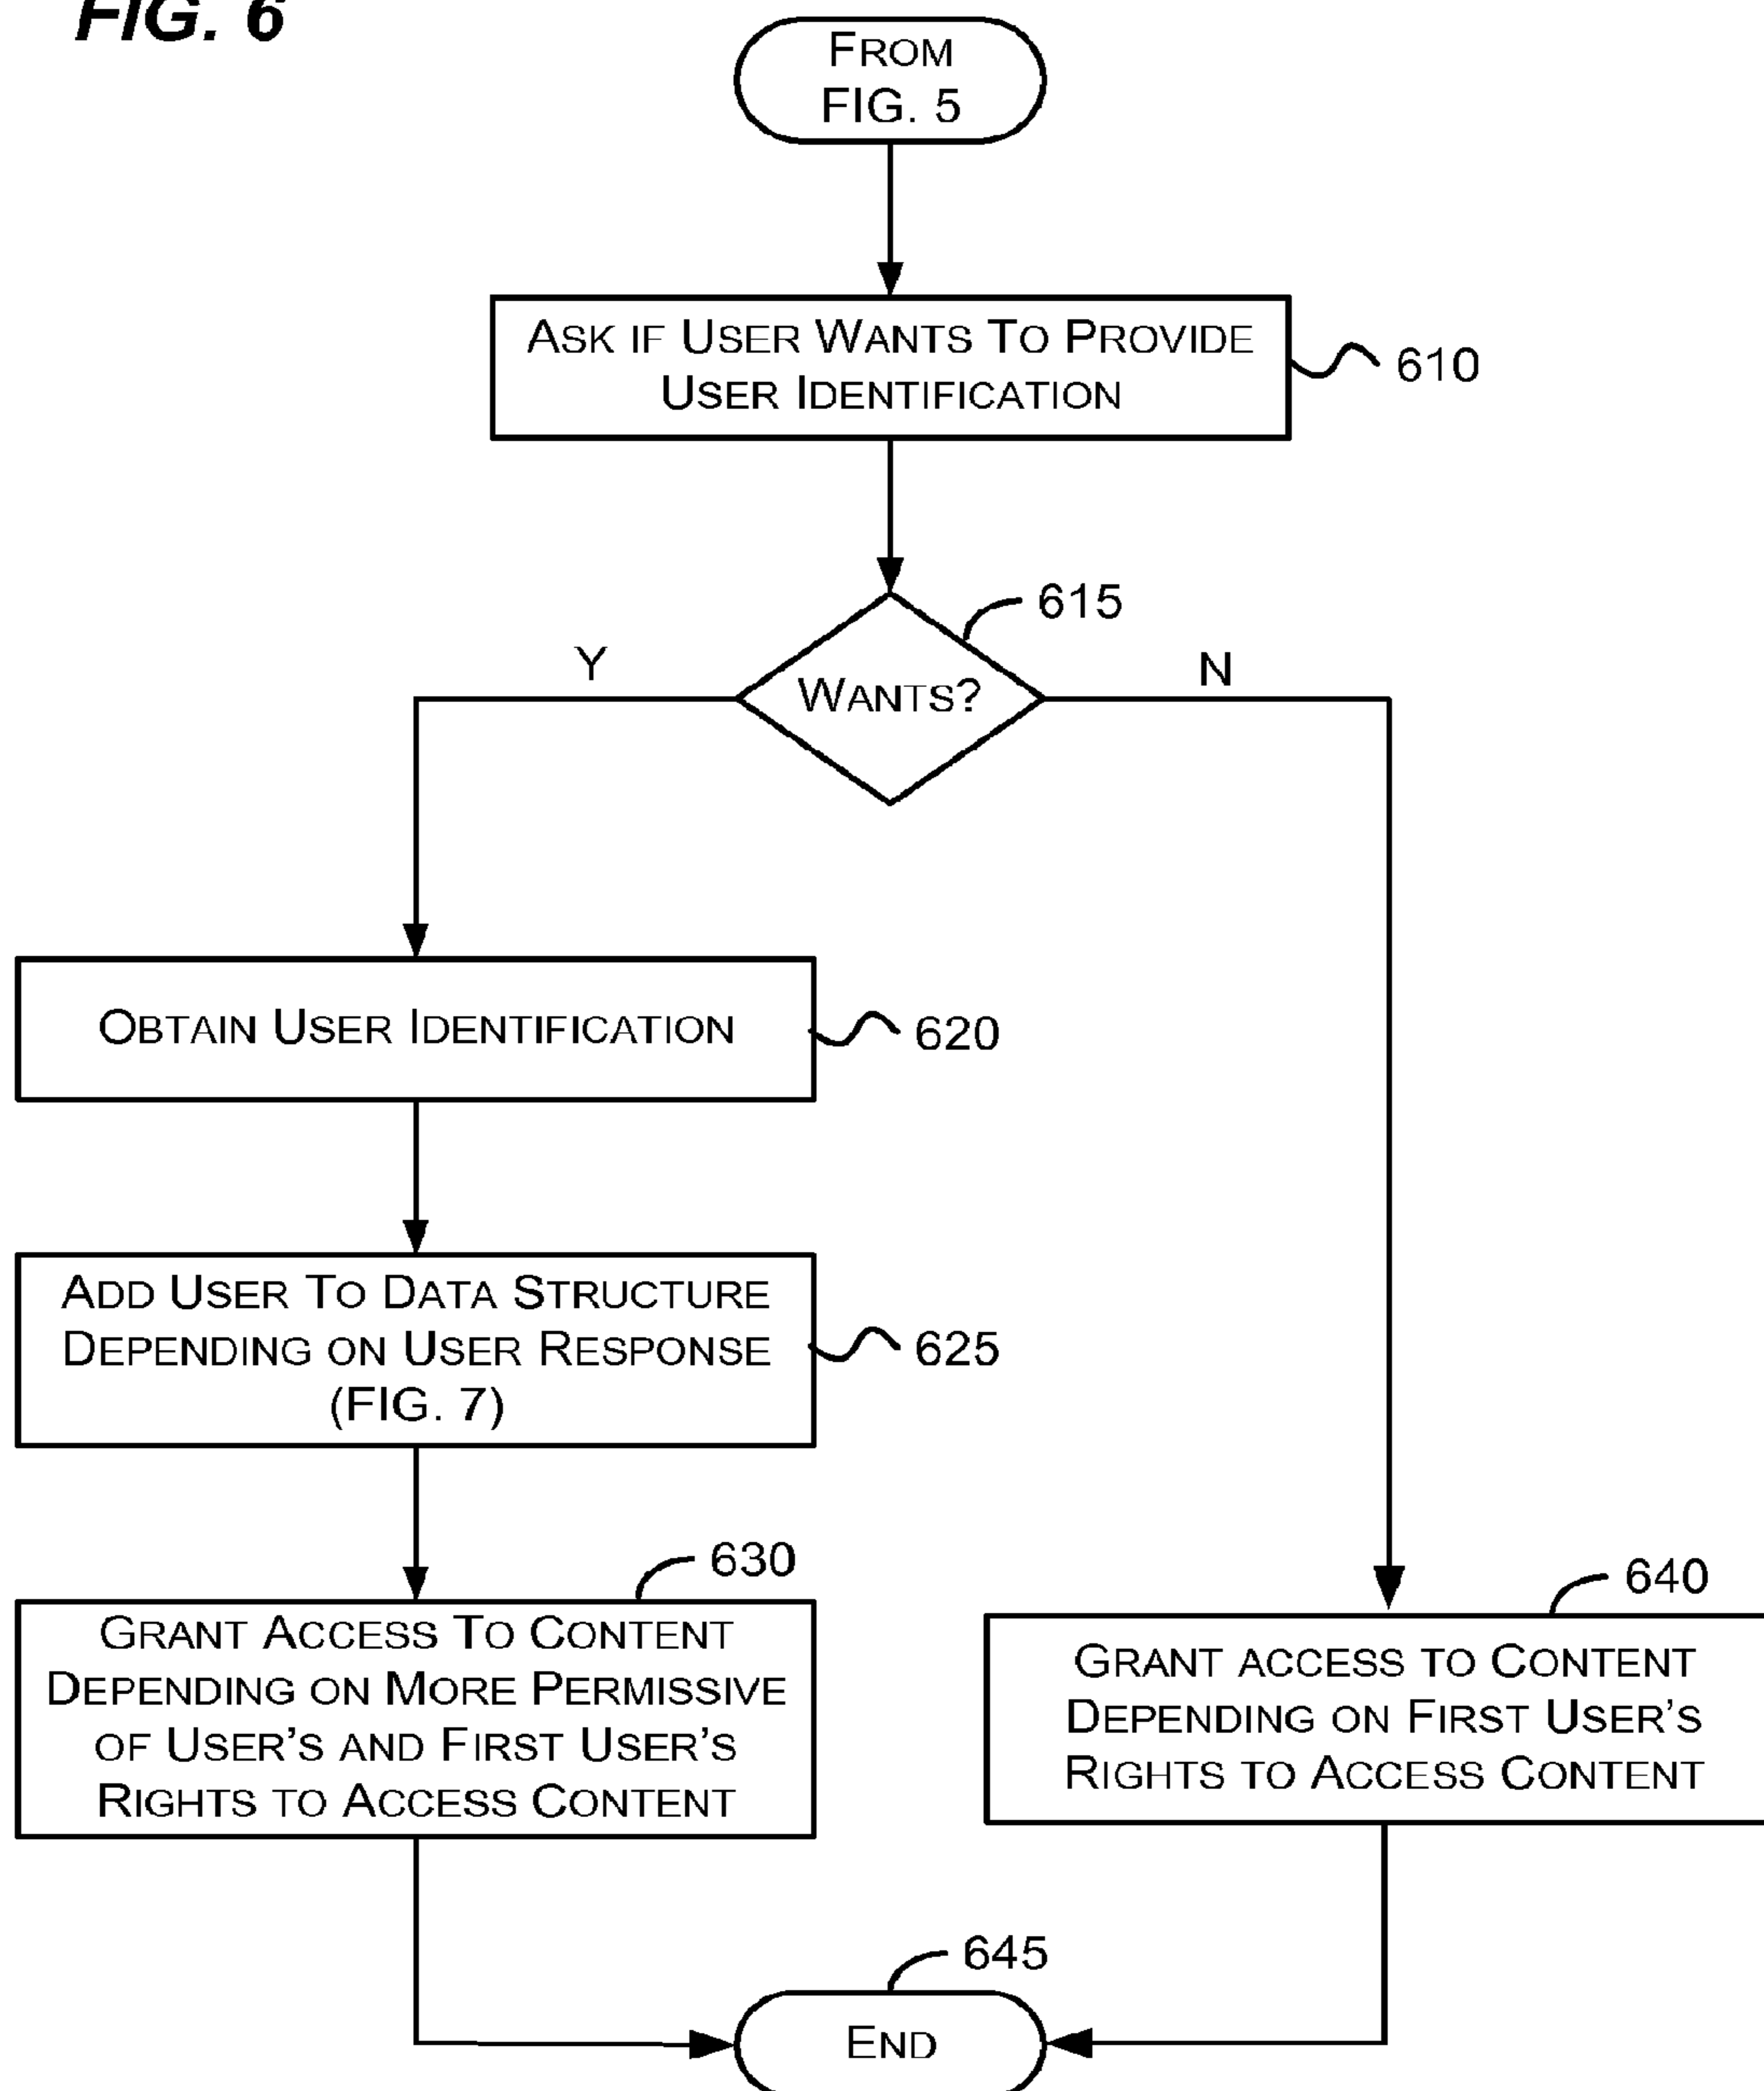 FIG. 6
FROM
FIG. 5
ASK IF USER WANTS TO PROVIDE
USER IDENTIFICATION
610
615
WANTS?
Y
N
OBTAIN USER IDENTIFICATION
620
ADD USER TO DATA STRUCTURE
DEPENDING ON USER RESPONSE
(FIG. 7)
625
630
GRANT ACCESS TO CONTENT
DEPENDING ON MORE PERMISSIVE
OF USER'S AND FIRST USER'S
RIGHTS TO ACCESS CONTENT
640
GRANT ACCESS TO CONTENT
DEPENDING ON FIRST USER'S
RIGHTS TO ACCESS CONTENT
645
END